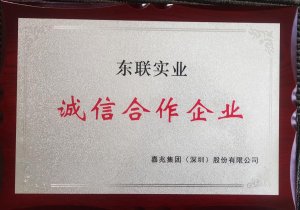 东联实业
诚信合作企业
嘉兆集团（深圳）股份有限公司